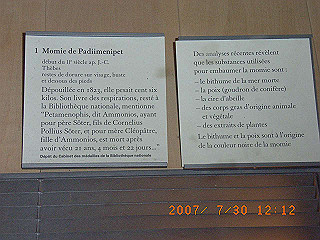 1 Momie de Padiimenipet
début du IIe siècle ap. J.-C.
Thèbes
restes de dorure sur visage, buste
et dessous des pieds
Dépouillée en 1823, elle pesait cent six
kilos. Son livre des respirations, resté à
la Bibliothèque nationale, mentionne
"Petamenophis, dit Ammonios, ayant
pour père Sôter, fils de Cornelius
Pollius Sôter, et pour mère Cléopâtre,
fille d'Ammonios, est mort après
avoir vécu 21 ans, 4 mois et 22 jours..."
Dépôt du Cabinet des médailles de la Bibliothèque nationale
Des analyses récentes révèlent
que les substances utilisées
pour embaumer la momie sont :
– le bithume de la mer morte
– la poix (goudron de conifère)
– la cire d'abeille
– des corps gras d'origine animale
et végétale
– des extraits de plantes
Le bithume et la poix sont à l'origine
de la couleur noire de la momie
2007/ 7/30 12:12